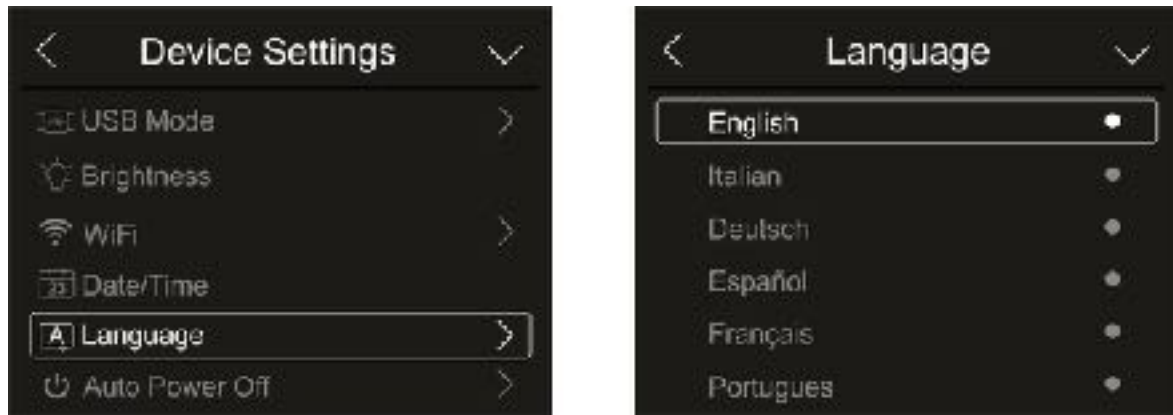 Device Settings
USB Mode
Brightness
WiFi
23 Date/Time
A Language
Auto Power Off
Language
English
Italian
Deutsch
Español
Français
Portugues